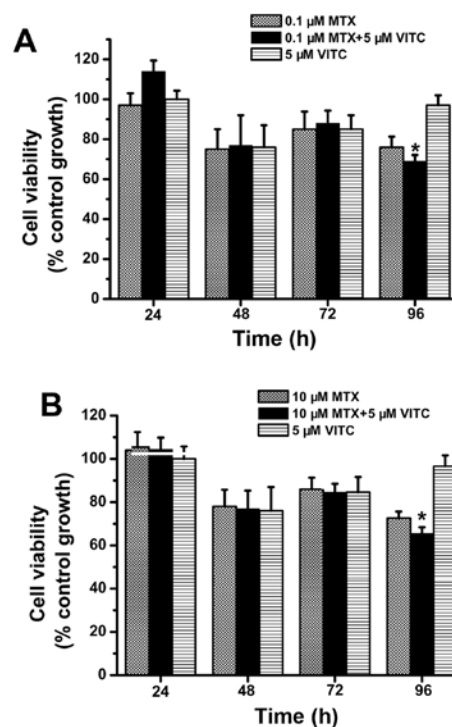 A
0.1 µM MTX
0.1 µM MTX+5 µM VITC
5 µM VITC
Cell viability
(% control growth)
120
100
80
60
40
20
0
*
24
48
72
96
Time (h)
B
10 µM MTX
10 µM MTX+5 µM VITC
5 µM VITC
Cell viability
(% control growth)
120
100
80
60
40
20
0
*
24
48
72
96
Time (h)